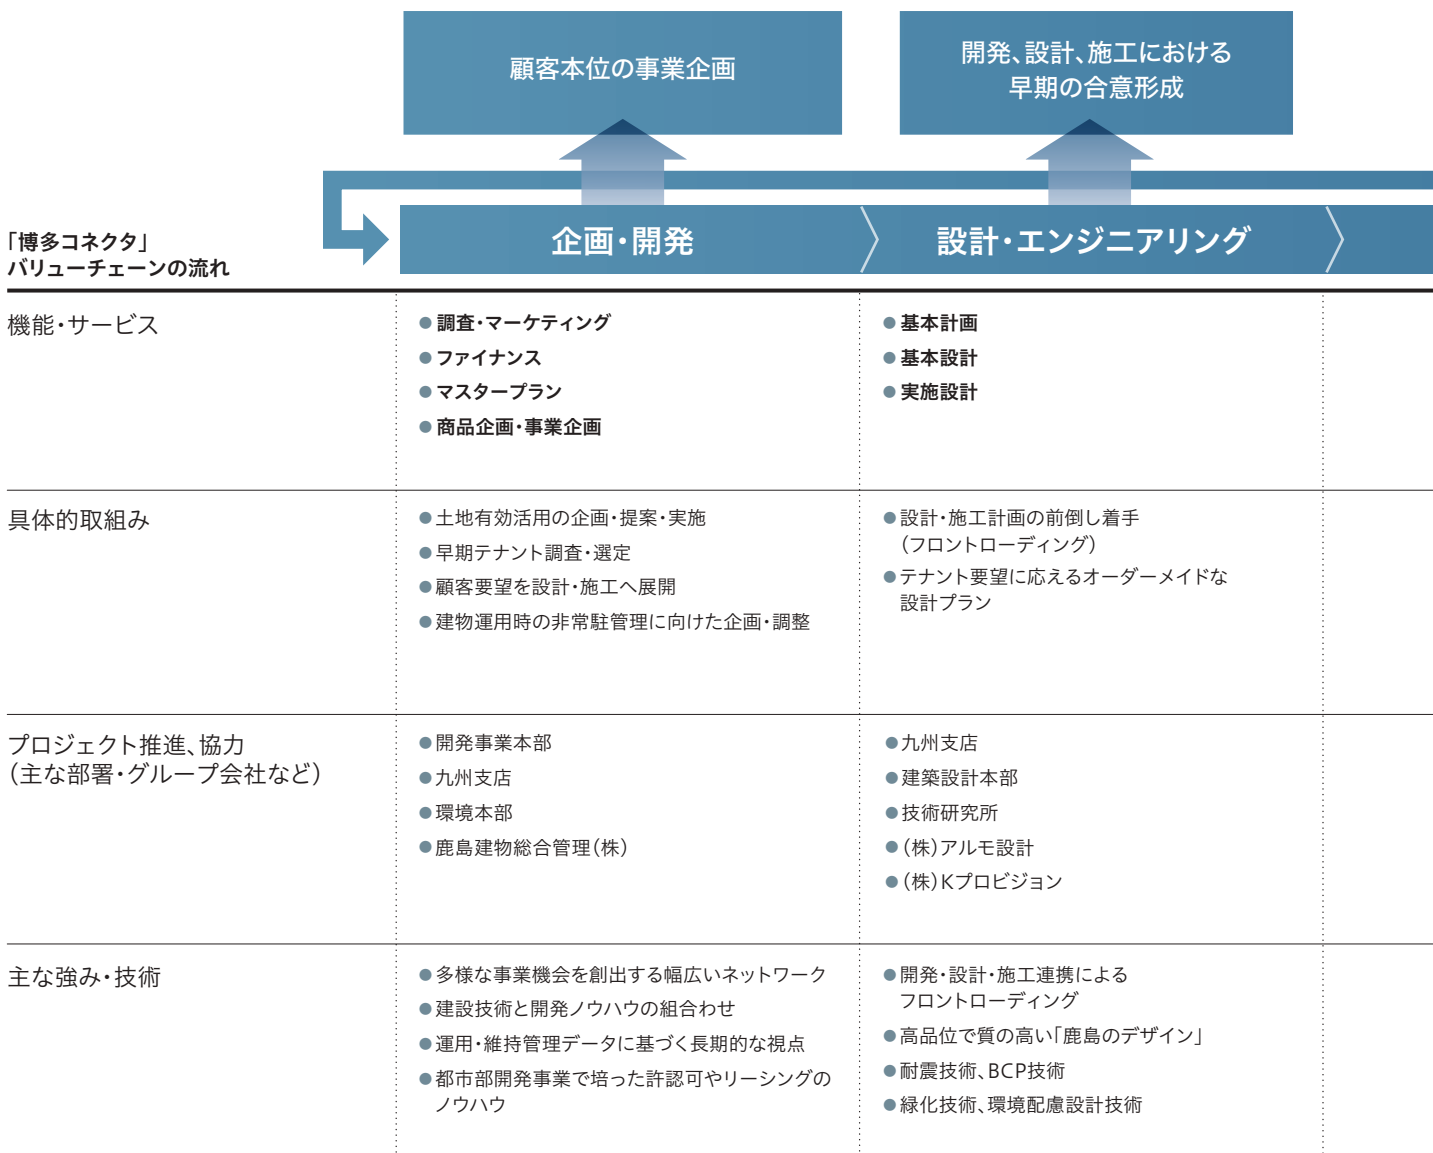 顧客本位の事業企画
開発、設計、施工における
早期の合意形成
「博多コネクタ」
バリューチェーンの流れ
企画・開発
設計・エンジニアリング
機能・サービス
●調査・マーケティング
●ファイナンス
●マスタープラン
●商品企画・事業企画
●基本計画
●基本設計
●実施設計
具体的取組み
●土地有効活用の企画・提案・実施
●早期テナント調査・選定
●顧客要望を設計・施工へ展開
●建物運用時の非常駐管理に向けた企画・調整
●設計・施工計画の前倒し着手
（フロントローディング）
●テナント要望に応えるオーダーメイドな
設計プラン
プロジェクト推進、協力
（主な部署・グループ会社など）
●開発事業本部
●九州支店
●環境本部
●鹿島建物総合管理（株）
●九州支店
●建築設計本部
●技術研究所
●（株）アルモ設計
●（株）Kプロビジョン
主な強み・技術
●多様な事業機会を創出する幅広いネットワーク
●建設技術と開発ノウハウの組合わせ
●運用・維持管理データに基づく長期的な視点
●都市部開発事業で培った許認可やリーシングの
ノウハウ
●開発・設計・施工連携による
フロントローディング
●高品位で質の高い「鹿島のデザイン」
●耐震技術、BCP技術
●緑化技術、環境配慮設計技術